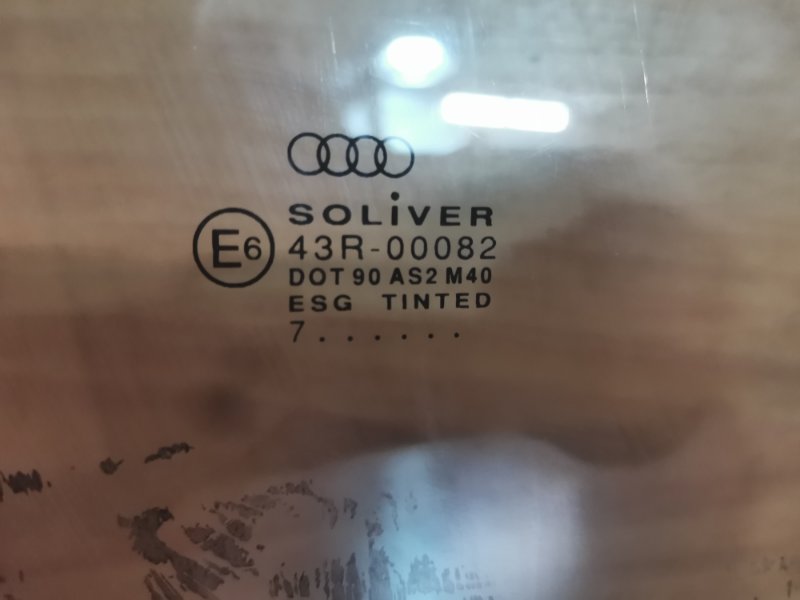 SOLiVER
E6
43R-00082
DOT 90 AS2 M40
ESG TINTED
7......